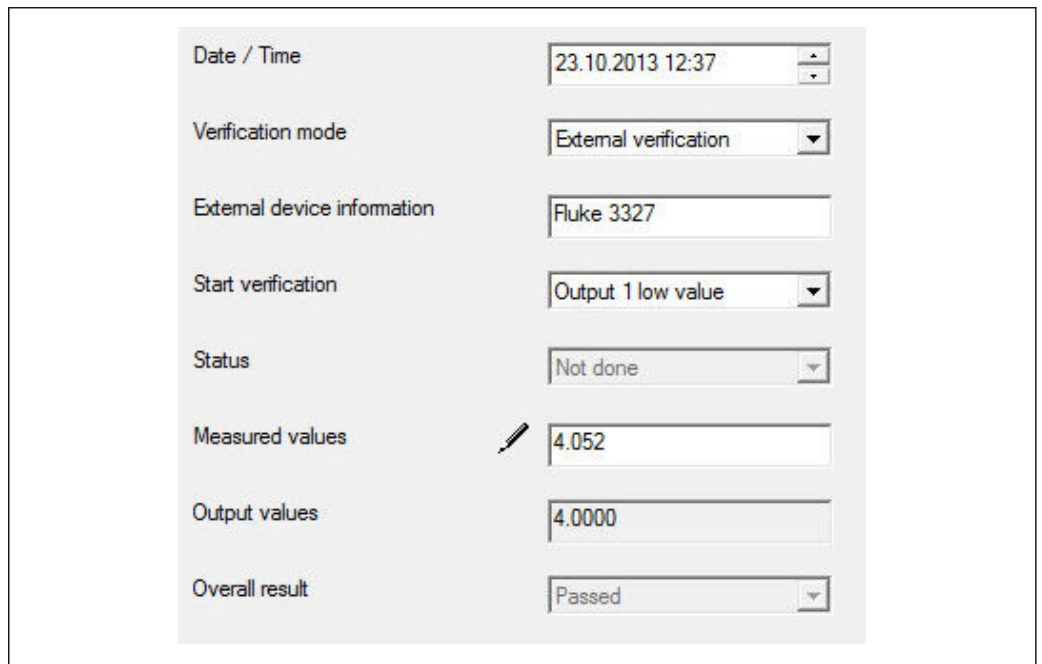 Date / Time
23.10.2013 12:37
Verification mode
External verification
External device information
Fluke 3327
Start verification
Output 1 low value
Status
Not done
Measured values
4.052
Output values
4.0000
Overall result
Passed